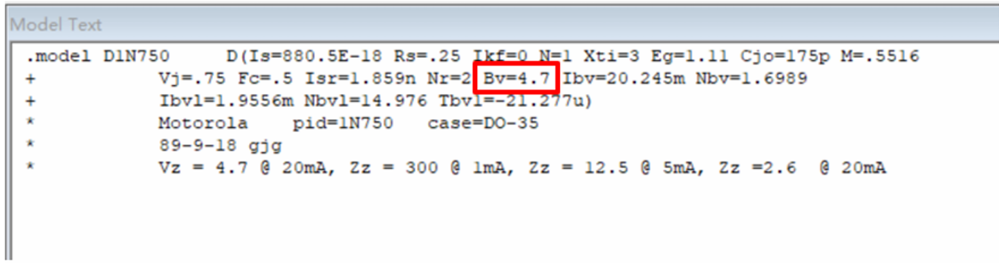 Model Text
.model D1N750 D(Is=880.5E-18 Rs=.25 Ikf=0 N=1 Xti=3 Eg=1.11 Cjo=175p M=.5516
+ Vj=.75 Fc=.5 Isr=1.859n Nr=2 Bv=4.7 Ibv=20.245m Nbv=1.6989
+ Ibvl=1.9556m Nbvl=14.976 Tbv1=-21.277u)
* Motorola pid=1N750 case=DO-35
* 89-9-18 gjg
* Vz = 4.7 @ 20mA, Zz = 300 @ 1mA, Zz = 12.5 @ 5mA, Zz =2.6 @ 20mA